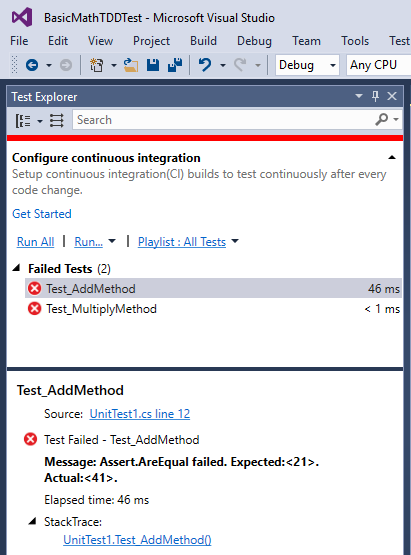 BasicMathTDDTest - Microsoft Visual Studio
File Edit View Project Build Debug Team Tools Test
Debug Any CPU
Test Explorer
Search
Configure continuous integration
Setup continuous integration(CI) builds to test continuously after every
code change.
Get Started
Run All | Run... | Playlist : All Tests
Failed Tests (2)
Test_AddMethod 46 ms
Test_MultiplyMethod < 1 ms
Test_AddMethod
Source: UnitTest1.cs line 12
Test Failed - Test_AddMethod
Message: Assert.AreEqual failed. Expected:<21>.
Actual:<41>.
Elapsed time: 46 ms
StackTrace:
UnitTest1.Test_AddMethod()